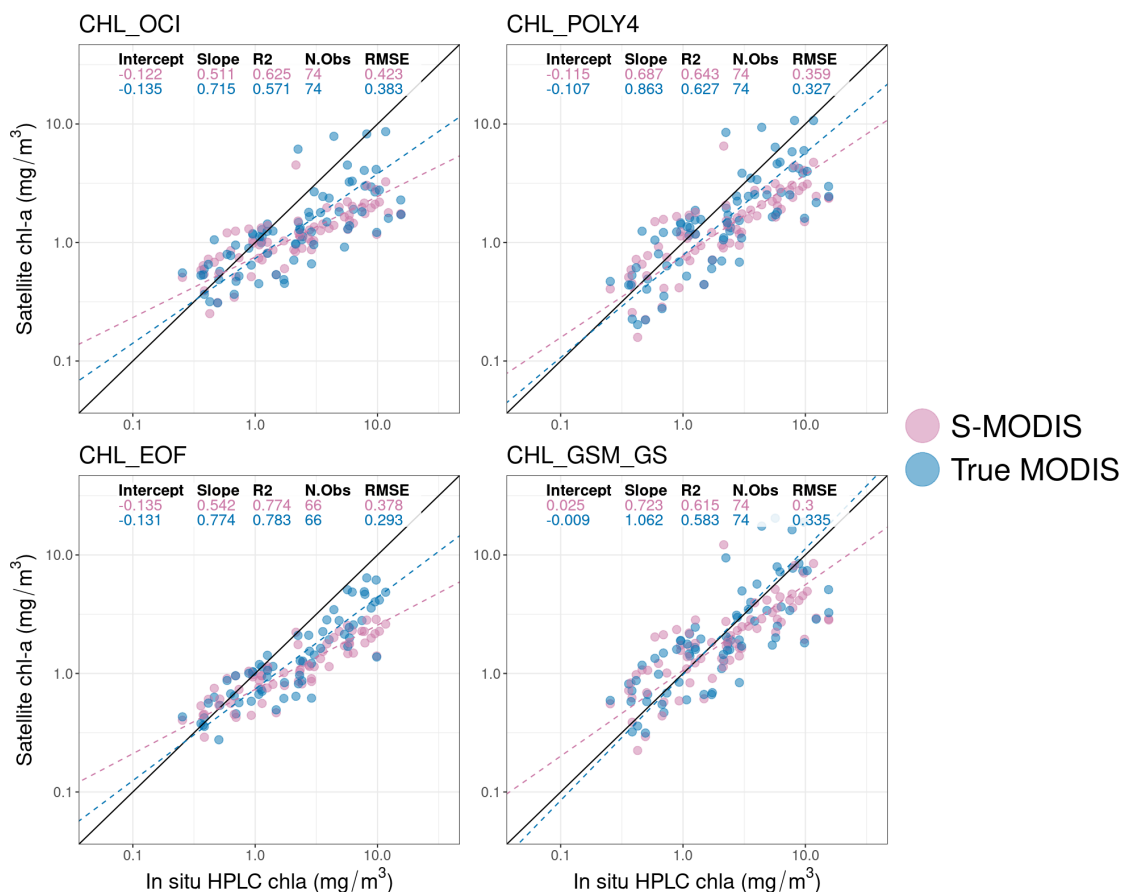 CHL_OCI
Intercept Slope R2 N.Obs RMSE
-0.122 0.511 0.625 74 0.423
-0.135 0.715 0.571 74 0.383
10.0
1.0
0.1
0.1 1.0 10.0
Satellite chl-a (mg/m³)
CHL_POLY4
Intercept Slope R2 N.Obs RMSE
-0.115 0.687 0.643 74 0.359
-0.107 0.863 0.627 74 0.327
10.0
1.0
0.1
0.1 1.0 10.0
CHL_EOF
Intercept Slope R2 N.Obs RMSE
-0.135 0.542 0.774 66 0.378
-0.131 0.774 0.783 66 0.293
10.0
1.0
0.1
0.1 1.0 10.0
Satellite chl-a (mg/m³)
In situ HPLC chla (mg/m³)
CHL_GSM_GS
Intercept Slope R2 N.Obs RMSE
0.025 0.723 0.615 74 0.3
-0.009 1.062 0.583 74 0.335
10.0
1.0
0.1
0.1 1.0 10.0
In situ HPLC chla (mg/m³)
S-MODIS
True MODIS